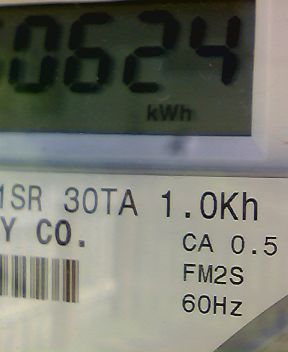 0624
kWh
1SR 30TA 1.0Kh
Y CO.
CA 0.5
FM2S
60Hz